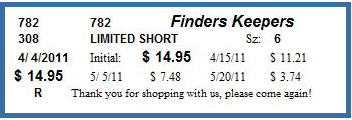 782 782 Finders Keepers
308 LIMITED SHORT Sz: 6
4/ 4/2011 Initial: $ 14.95 4/15/11 $ 11.21
$ 14.95 5/ 5/11 $ 7.48 5/20/11 $ 3.74
R Thank you for shopping with us, please come again!